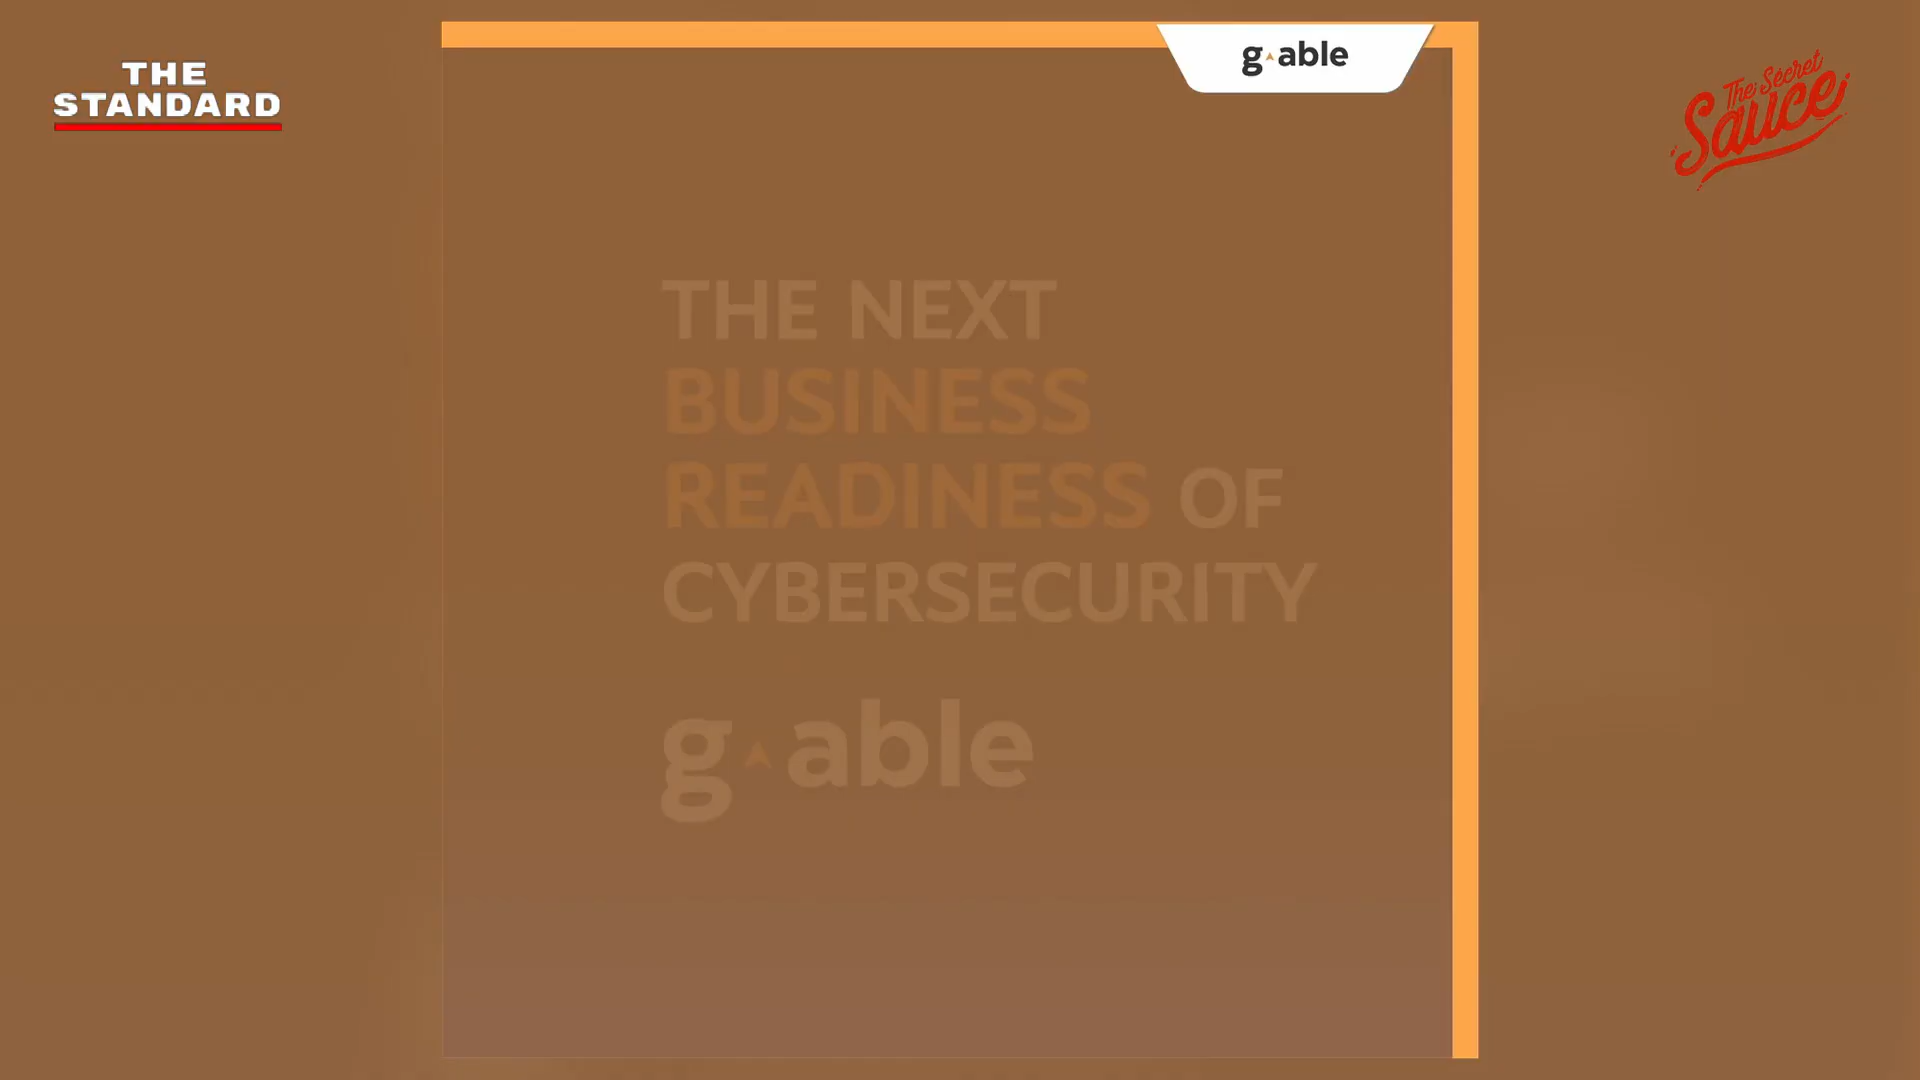 THE
STANDARD
g able
The Secret
Sauce
THE NEXT
BUSINESS
READINESS OF
CYBERSECURITY
g able